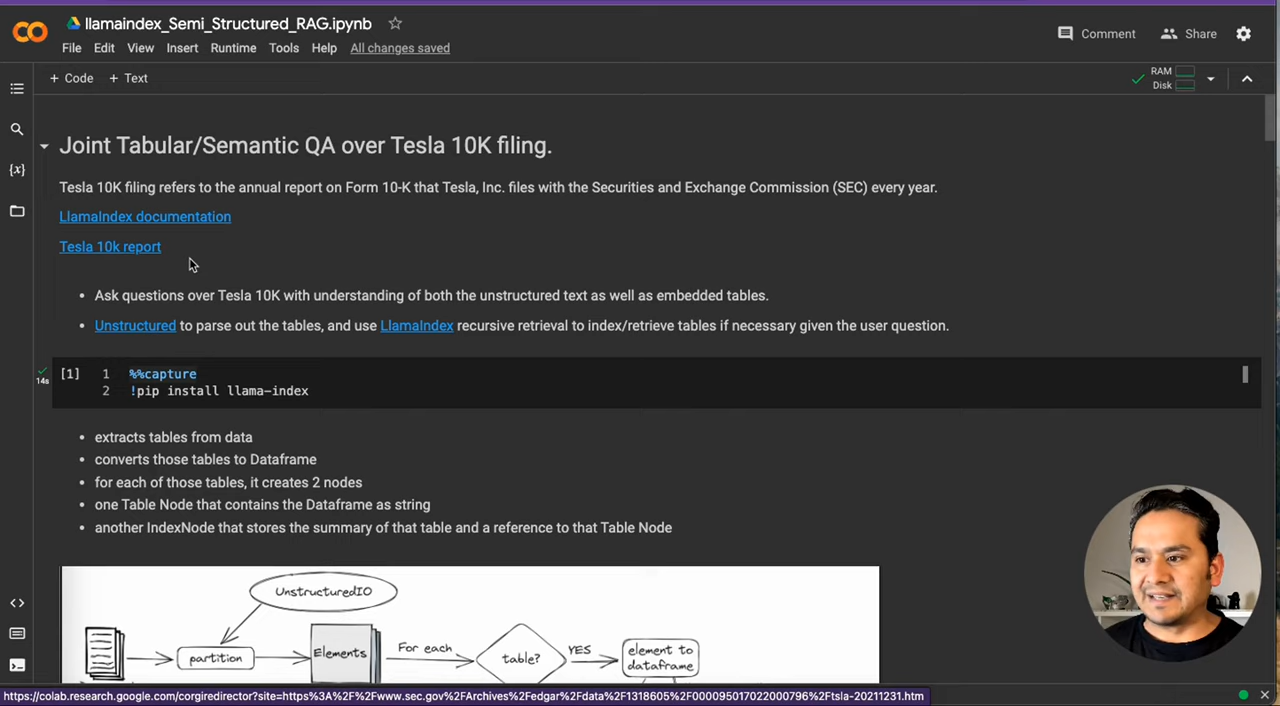 llamaindex_Semi_Structured_RAG.ipynb
Comment
Share
File Edit View Insert Runtime Tools Help All changes saved
+ Code + Text
RAM
Disk
Joint Tabular/Semantic QA over Tesla 10K filing.
Tesla 10K filing refers to the annual report on Form 10-K that Tesla, Inc. files with the Securities and Exchange Commission (SEC) every year.
LlamaIndex documentation
Tesla 10k report
• Ask questions over Tesla 10K with understanding of both the unstructured text as well as embedded tables.
• Unstructured to parse out the tables, and use LlamaIndex recursive retrieval to index/retrieve tables if necessary given the user question.
[1] 1 %%capture
14s
2 !pip install llama-index
• extracts tables from data
• converts those tables to Dataframe
• for each of those tables, it creates 2 nodes
• one Table Node that contains the Dataframe as string
• another IndexNode that stores the summary of that table and a reference to that Table Node
UnstructuredIO
partition
Elements
For each
table?
YES
element to
dataframe
https://colab.research.google.com/corgiredirector?site=https%3A%2F%2Fwww.sec.gov%2FArchives%2Fedgar%2Fdata%2F1318605%2F000095017022000796%2Ftsla-20211231.htm